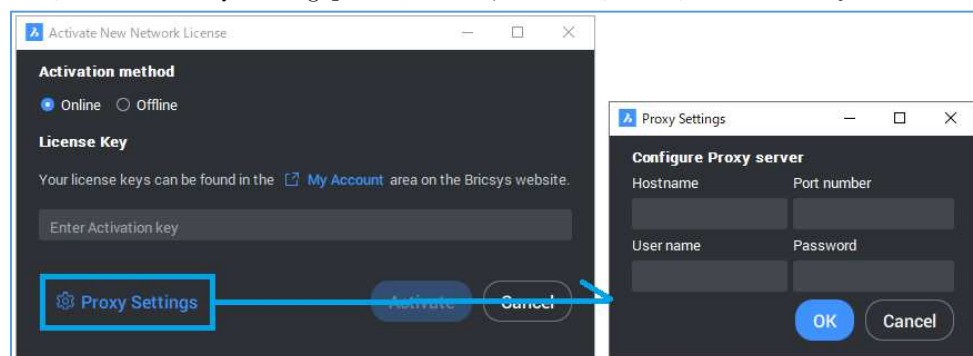 Activate New Network License
Activation method
Online Offline
License Key
Your license keys can be found in the My Account area on the Bricsys website.
Enter Activation key
Proxy Settings Activate Cancel
Proxy Settings
Configure Proxy server
Hostname Port number
User name Password
OK Cancel